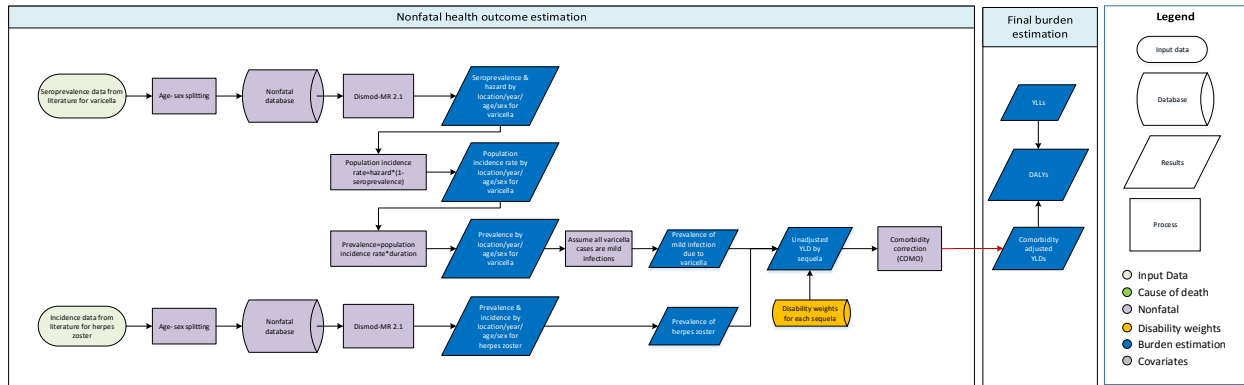 Nonfatal health outcome estimation
Final burden
estimation
Legend
Seroprevalence data from
literature for varicella
Age- sex splitting
Nonfatal
database
Dismod-MR 2.1
Seroprevalence &
hazard by
location/year/
age/sex for
varicella
Population incidence
rate=hazard*(1-
seroprevalence)
Population
incidence rate by
location/year/
age/sex for
varicella
Prevalence=population
incidence rate*duration
Prevalence by
location/year/
age/sex for
varicella
Assume all varicella
cases are mild
infections
Prevalence of
mild infection
due to
varicella
Unadjusted
YLD by
sequela
Comorbidity
correction
(COMO)
Disability weights
for each sequela
Incidence data from
literature for herpes
zoster
Age- sex splitting
Nonfatal
database
Dismod-MR 2.1
Prevalence &
incidence by
location/year/
age/sex for
herpes zoster
Prevalence of
herpes zoster
YLLs
DALYs
Comorbidity
adjusted
YLDs
Input data
Database
Results
Process
Input Data
Cause of death
Nonfatal
Disability weights
Burden estimation
Covariates